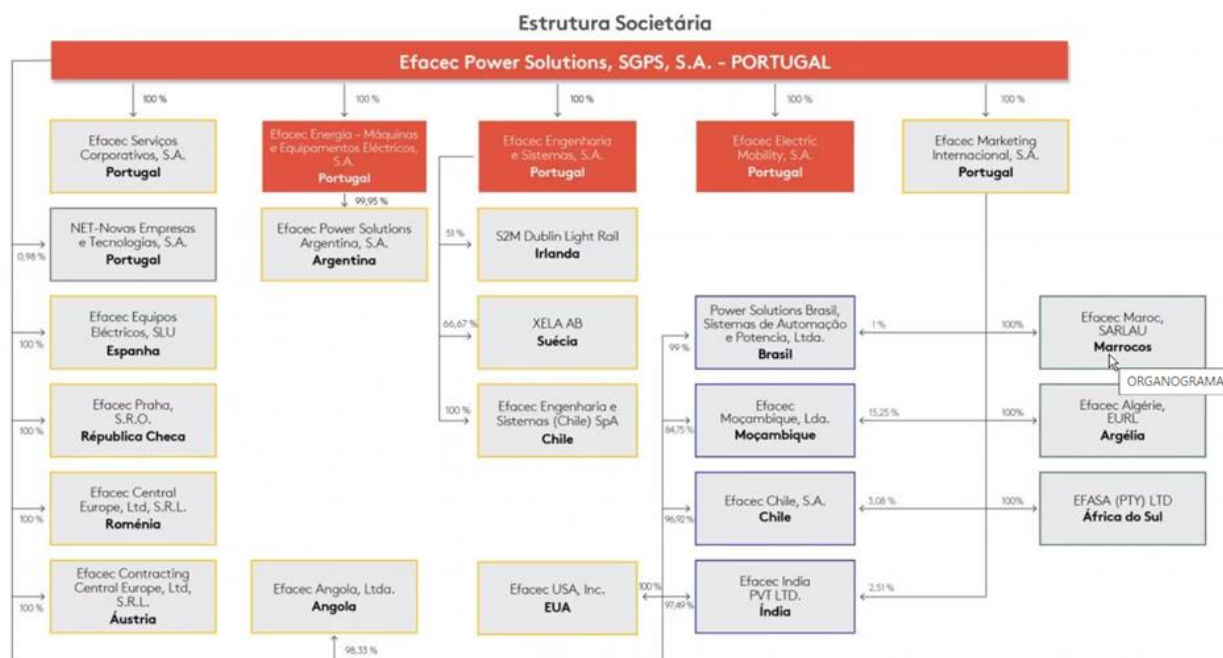 Estrutura Societária
Efacec Power Solutions, SGPS, S.A. - PORTUGAL
100 %
100 %
100 %
100 %
100 %
Efacec Serviços
Corporativos, S.A.
Portugal
Efacec Energia – Máquinas
e Equipamentos Eléctricos,
S.A.
Portugal
Efacec Engenharia
e Sistemas, S.A.
Portugal
Efacec Electric
Mobility, S.A.
Portugal
Efacec Marketing
Internacional, S.A.
Portugal
99,95 %
NET-Novas Empresas
e Tecnologias, S.A.
Portugal
0,98 %
Efacec Power Solutions
Argentina, S.A.
Argentina
51 %
S2M Dublin Light Rail
Irlanda
Efacec Equipos
Eléctricos, SLU
Espanha
100 %
66,67 %
XELA AB
Suécia
99 %
Power Solutions Brasil,
Sistemas de Automação
e Potencia, Ltda.
Brasil
1 %
100%
Efacec Maroc,
SARLAU
Marrocos
ORGANOGRAMA
Efacec Praha,
S.R.O.
Républica Checa
100 %
100 %
Efacec Engenharia e
Sistemas (Chile) SpA
Chile
84,75 %
Efacec
Moçambique, Lda.
Moçambique
15,25 %
100%
Efacec Algérie,
EURL
Argélia
Efacec Central
Europe, Ltd, S.R.L.
Roménia
100 %
96,92 %
Efacec Chile, S.A.
Chile
3,08 %
100%
EFASA (PTY) LTD
África do Sul
Efacec Contracting
Central Europe, Ltd,
S.R.L.
Áustria
100 %
Efacec Angola, Ltda.
Angola
98,33 %
Efacec USA, Inc.
EUA
100%
97,49%
Efacec India
PVT LTD.
Índia
2,51 %